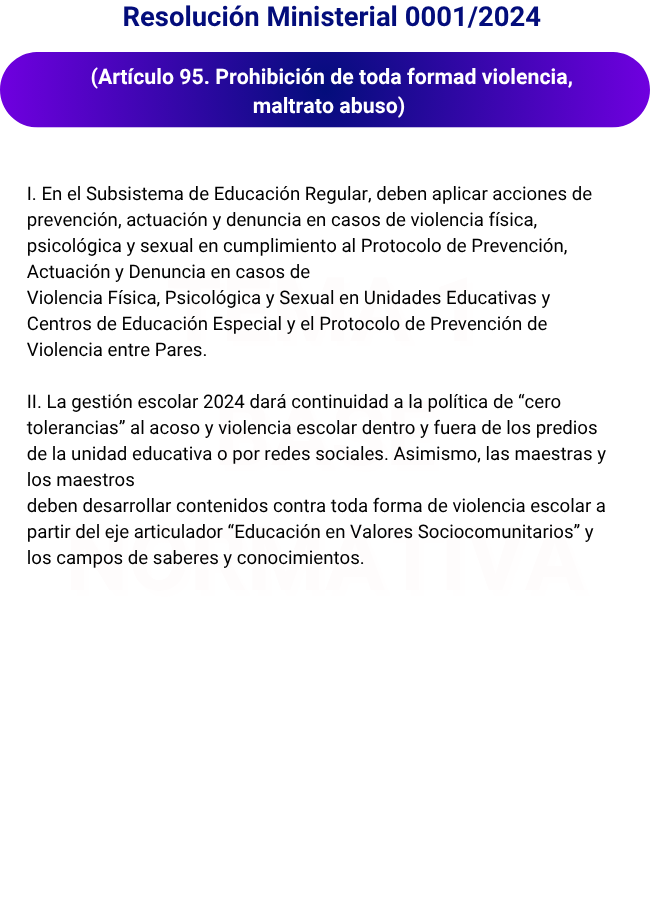 Resolución Ministerial 0001/2024
(Artículo 95. Prohibición de toda formad violencia,
maltrato abuso)
I. En el Subsistema de Educación Regular, deben aplicar acciones de
prevención, actuación y denuncia en casos de violencia física,
psicológica y sexual en cumplimiento al Protocolo de Prevención,
Actuación y Denuncia en casos de
Violencia Física, Psicológica y Sexual en Unidades Educativas y
Centros de Educación Especial y el Protocolo de Prevención de
Violencia entre Pares.
II. La gestión escolar 2024 dará continuidad a la política de “cero
tolerancias” al acoso y violencia escolar dentro y fuera de los predios
de la unidad educativa o por redes sociales. Asimismo, las maestras y
los maestros
deben desarrollar contenidos contra toda forma de violencia escolar a
partir del eje articulador “Educación en Valores Sociocomunitarios” y
los campos de saberes y conocimientos.
NORMATIVA